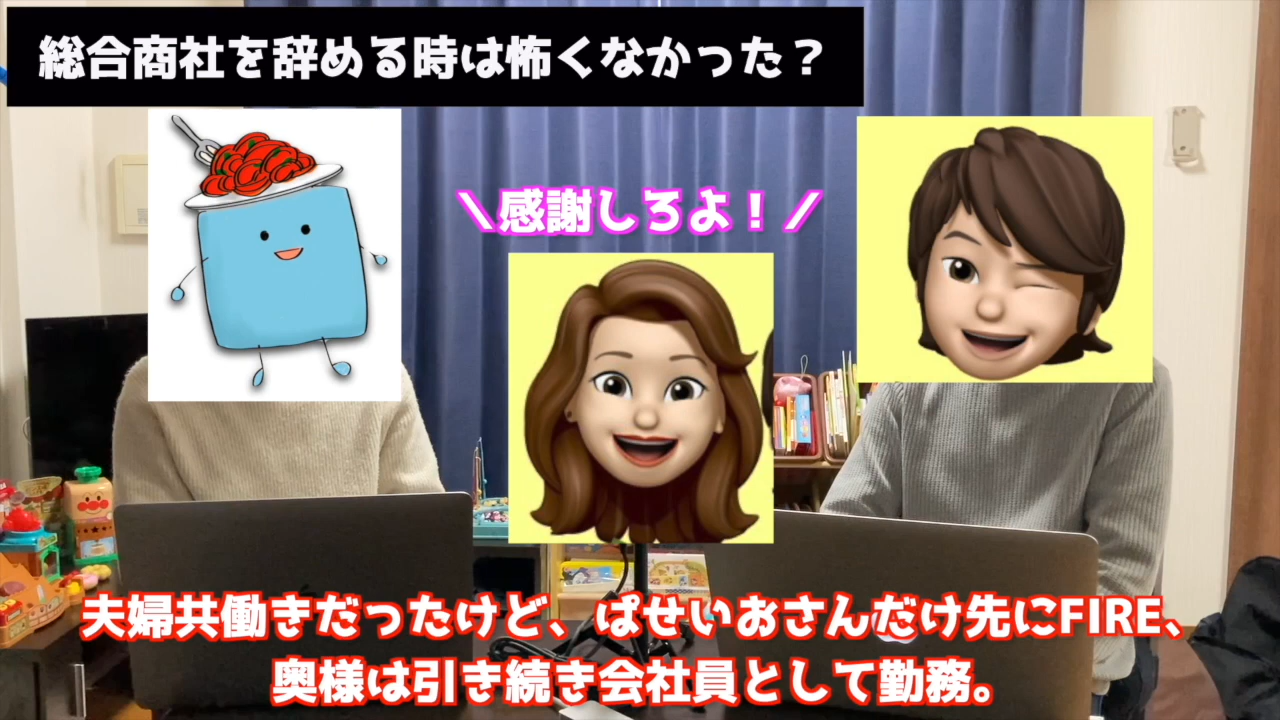 総合商社を辞める時は怖くなかった？
＼感謝しろよ！／
夫婦共働きだったけど、ぱせいおさんだけ先にFIRE、
奥様は引き続き会社員として勤務。